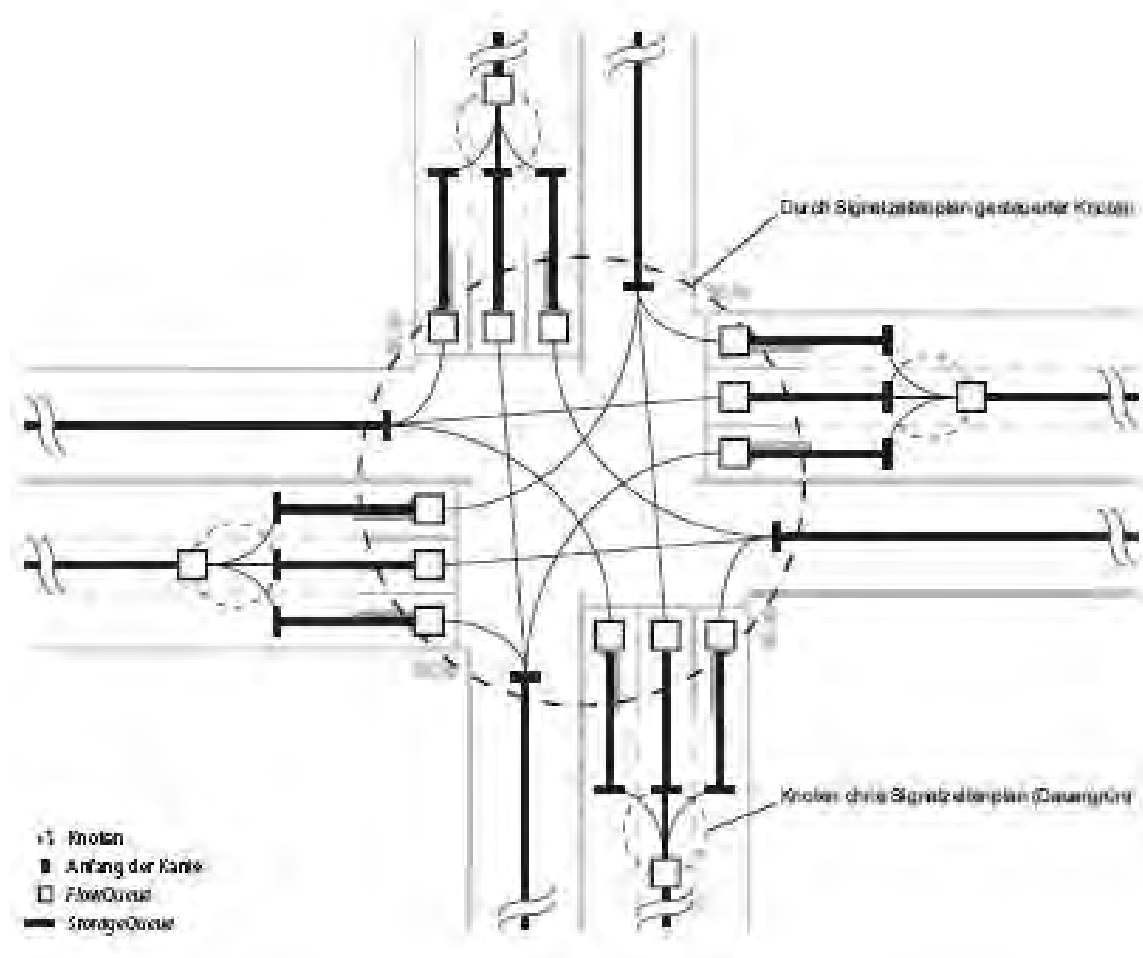 Durch Signalzeitenplan gesteuerter Knoten
Knoten ohne Signalzeitenplan (Dauergrün)
Knoten
Anfang der Kante
FlowQueue
StorageQueue